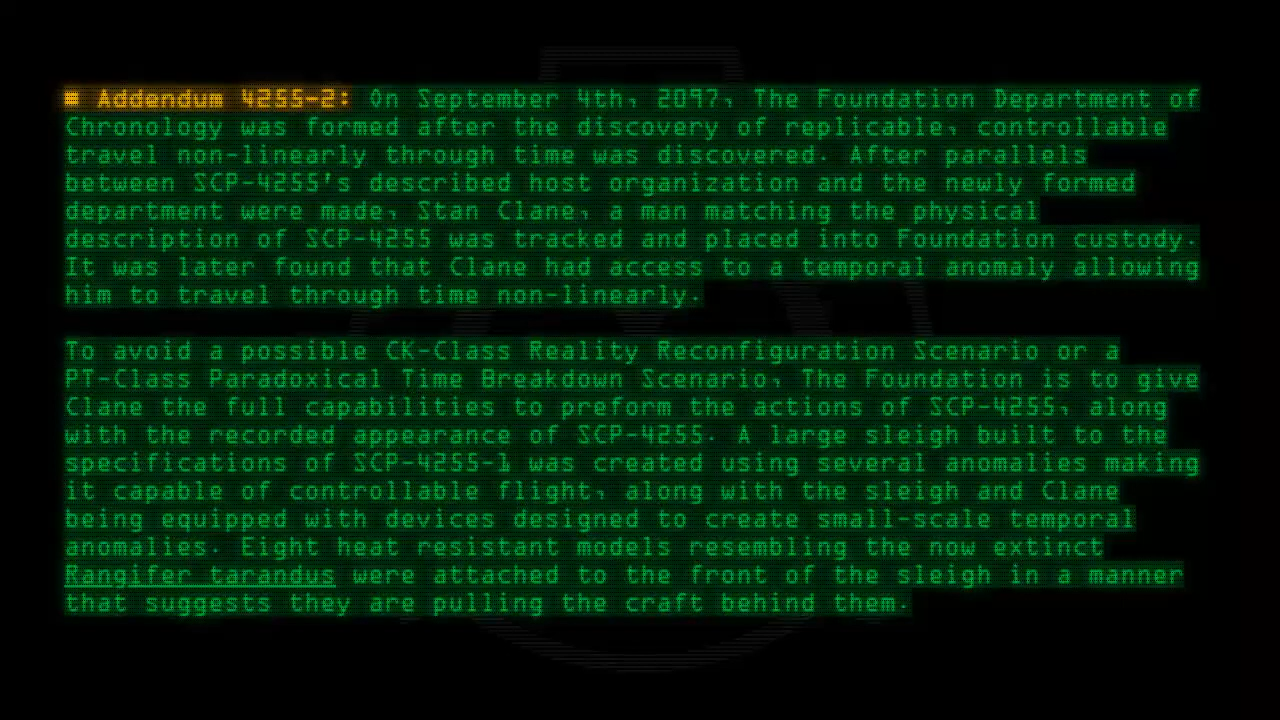 ■ Addendum 4255-2: On September 4th, 2097, The Foundation Department of
Chronology was formed after the discovery of replicable, controllable
travel non-linearly through time was discovered. After parallels
between SCP-4255's described host organization and the newly formed
department were made, Stan Clane, a man matching the physical
description of SCP-4255 was tracked and placed into Foundation custody.
It was later found that Clane had access to a temporal anomaly allowing
him to travel through time non-linearly.
To avoid a possible CK-Class Reality Reconfiguration Scenario or a
PT-Class Paradoxical Time Breakdown Scenario, The Foundation is to give
Clane the full capabilities to preform the actions of SCP-4255, along
with the recorded appearance of SCP-4255. A large sleigh built to the
specifications of SCP-4255-1 was created using several anomalies making
it capable of controllable flight, along with the sleigh and Clane
being equipped with devices designed to create small-scale temporal
anomalies. Eight heat resistant models resembling the now extinct
Rangifer tarandus were attached to the front of the sleigh in a manner
that suggests they are pulling the craft behind them.